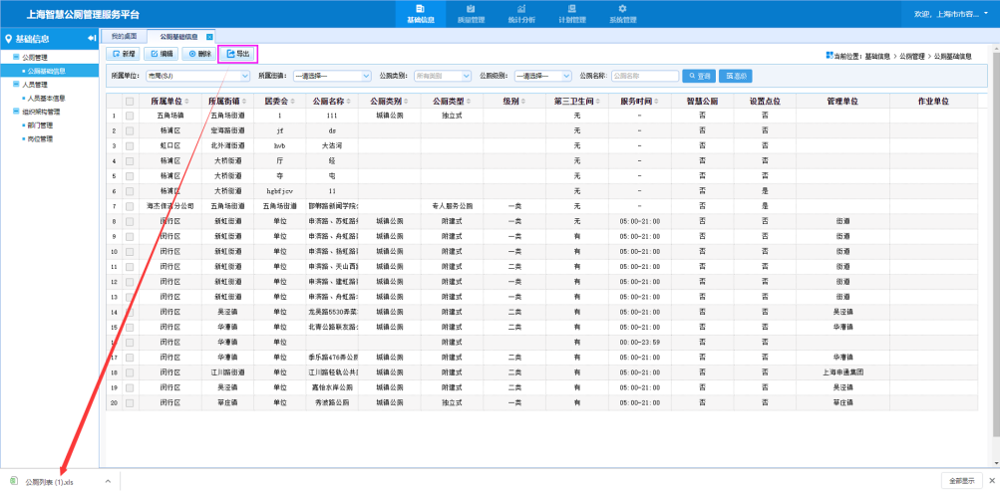 上海智慧公厕管理服务平台
基础信息 质量管理 统计分析 计划管理 系统管理
欢迎，上海市市容...
基础信息
公厕管理
公厕基础信息
人员管理
人员基本信息
组织架构管理
部门管理
岗位管理
我的桌面 公厕基础信息
新增 编辑 删除 导出
当前位置：基础信息 > 公厕管理 > 公厕基础信息
所属单位： 市局(SJ) 所属街镇： ---请选择--- 公厕类别： 所有类别 公厕级别： ---请选择--- 公厕名称： 公厕名称 查询 高级
所属单位 所属街镇 居委会 公厕名称 公厕类别 公厕类型 级别 第三卫生间 服务时间 智慧公厕 设置点位 管理单位 作业单位
1 五角场镇 五角场街道 1 111 城镇公厕 独立式 无 - 否 否
2 杨浦区 定海路街道 jf ds 无 - 否 否
3 虹口区 北外滩街道 hvb 大沽河 无 - 否 否
4 杨浦区 大桥街道 厅 经 无 - 否 否
5 杨浦区 大桥街道 夺 屯 无 - 否 否
6 杨浦区 大桥街道 hgbfjcv 11 无 - 否 是
7 海杰保洁分公司 五角场街道 五角场街道 邯郸路新闻学院 专人服务公厕 一类 无 - 否 是
8 闵行区 新虹街道 单位 申滨路、苏虹路 城镇公厕 附建式 一类 无 05:00-21:00 否 否 街道
9 闵行区 新虹街道 单位 申滨路、舟虹路 城镇公厕 附建式 一类 有 05:00-21:00 否 否 街道
10 闵行区 新虹街道 单位 申滨路、扬虹路 城镇公厕 附建式 一类 有 05:00-21:00 否 否 街道
11 闵行区 新虹街道 单位 申滨路、天山西 城镇公厕 附建式 二类 有 05:00-21:00 否 否 街道
12 闵行区 新虹街道 单位 申滨路、建虹路 城镇公厕 附建式 一类 有 05:00-21:00 否 否 街道
13 闵行区 新虹街道 单位 申滨路、舟虹路 城镇公厕 附建式 一类 有 05:00-21:00 否 否 街道
14 闵行区 吴泾镇 单位 龙吴路5530弄菜 城镇公厕 附建式 二类 有 05:00-21:00 否 否 吴泾镇
15 闵行区 华漕镇 单位 北青公路联友路 城镇公厕 附建式 二类 有 05:00-21:00 否 否 华漕镇
闵行区 华漕镇 单位 附建式 有 00:00-23:59 否 否
17 闵行区 华漕镇 单位 季乐路476弄公厕 城镇公厕 附建式 二类 有 05:00-21:00 否 否 华漕镇
18 闵行区 江川路街道 单位 江川路轻轨公共 城镇公厕 附建式 二类 有 05:00-21:00 否 否 上海申通集团
19 闵行区 吴泾镇 单位 嘉怡水岸公厕 城镇公厕 附建式 二类 有 05:00-21:00 否 否 吴泾镇
20 闵行区 莘庄镇 单位 秀波路公厕 城镇公厕 独立式 一类 有 05:00-21:00 否 否 莘庄镇
公厕列表 (1).xls 全部显示